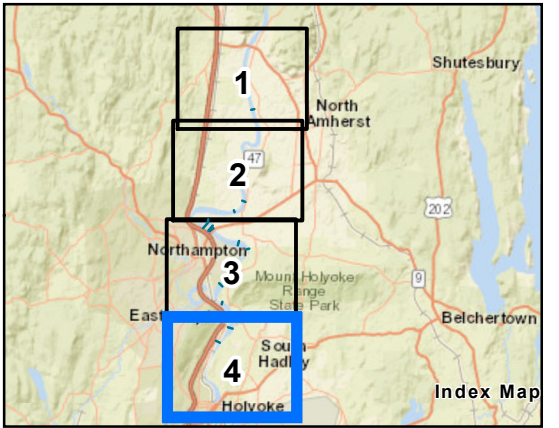 1
Shutesbury
North
Amherst
47
2
202
Northampton
3
Mount Holyoke
Range
State Park
9
East
Belchertown
South
Hadley
4
Index Map
Holyoke